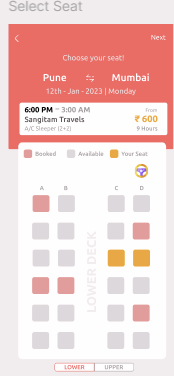 Select Seat
Next
Choose your seat!
Pune Mumbai
12th - Jan - 2023 | Monday
6:00 PM - 3:00 AM From
Sangitam Travels ₹ 600
A/C Sleeper (2+2) 9 Hours
Booked Available Your Seat
A B C D
LOWER DECK
LOWER UPPER